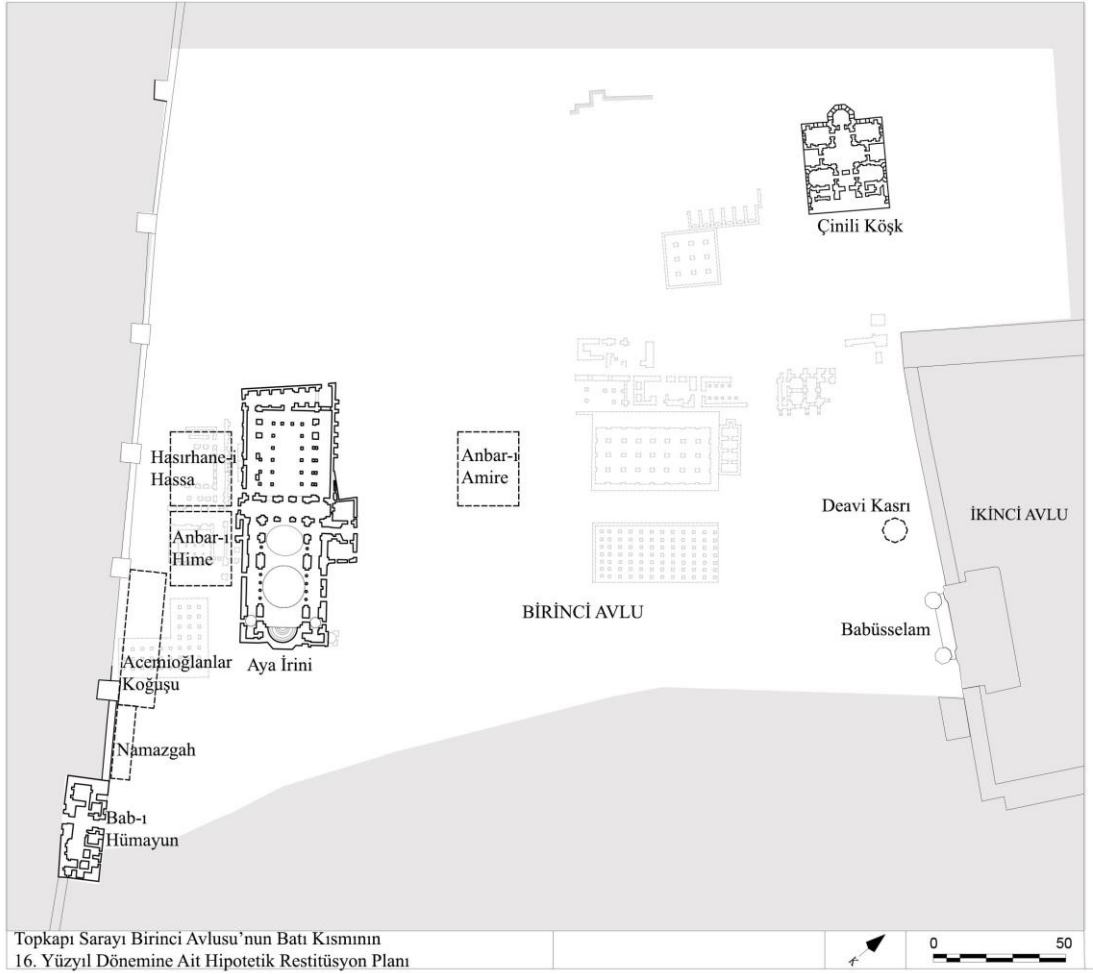 Çinili Köşk
Hasırhane-ı
Hassa
Anbar-ı
Amire
Anbar-ı
Hime
Deavi Kasrı
İKİNCİ AVLU
BİRİNCİ AVLU
Babüsselam
Acemioğlanlar
Koğuşu
Aya İrini
Namazgah
Bab-ı
Hümayun
Topkapı Sarayı Birinci Avlusu’nun Batı Kısmının
16. Yüzyıl Dönemine Ait Hipotetik Restitüsyon Planı
K
0 50